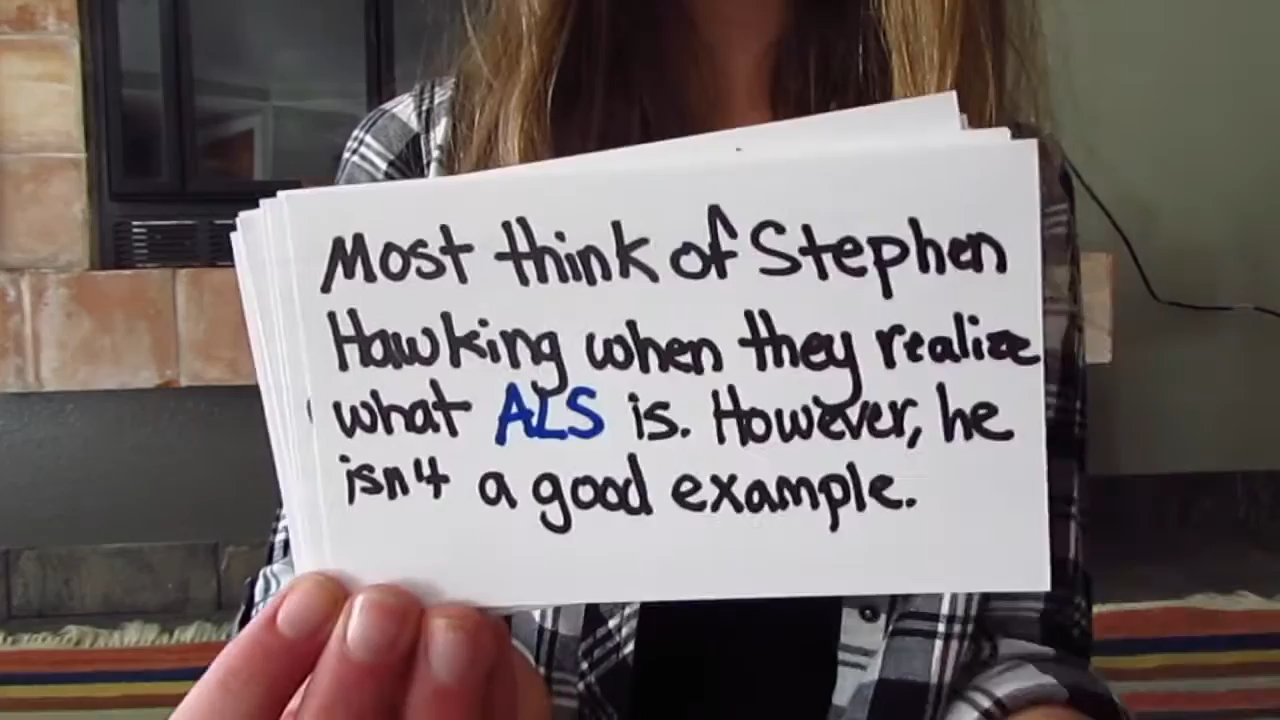 Most think of Stephen
Hawking when they realize
what ALS is. However, he
isn't a good example.